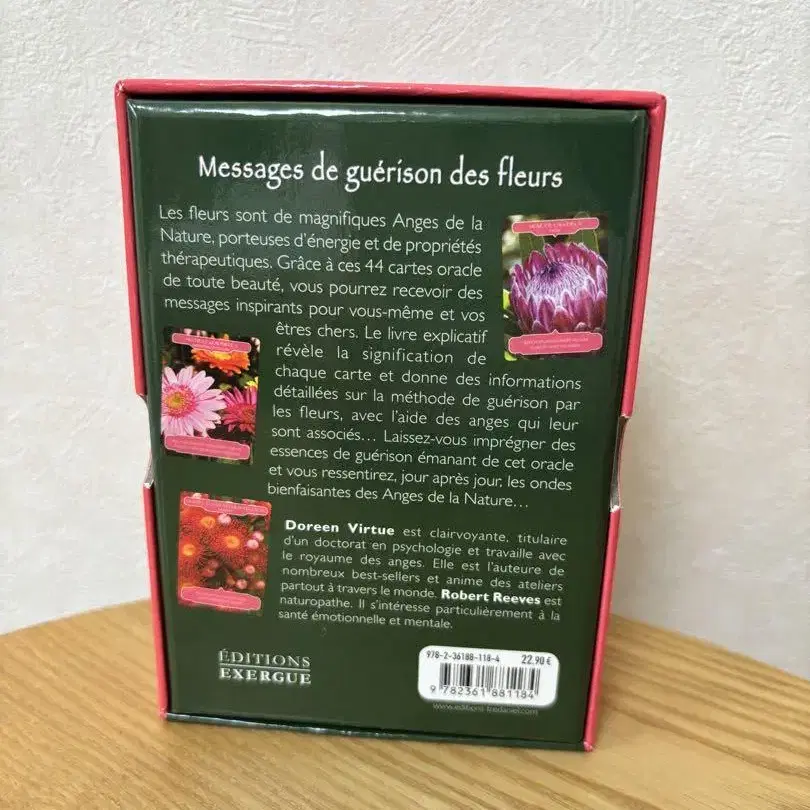 Messages de guérison des fleurs
Les fleurs sont de magnifiques Anges de la
Nature, porteuses d'énergie et de propriétés
thérapeutiques. Grâce à ces 44 cartes oracle
de toute beauté, vous pourrez recevoir des
messages inspirants pour vous-même et vos
êtres chers. Le livre explicatif
révèle la signification de
chaque carte et donne des informations
détaillées sur la méthode de guérison par
les fleurs, avec l'aide des anges qui leur
sont associés… Laissez-vous imprégner des
essences de guérison émanant de cet oracle
et vous ressentirez, jour après jour, les ondes
bienfaisantes des Anges de la Nature…
Doreen Virtue est clairvoyante, titulaire
d'un doctorat en psychologie et travaille avec
le royaume des anges. Elle est l'auteure de
nombreux best-sellers et anime des ateliers
partout à travers le monde. Robert Reeves est
naturopathe. Il s'intéresse particulièrement à la
santé émotionnelle et mentale.
ÉDITIONS
EXERGUE
978-2-36188-118-4 22,90 €
9 782361 881184
www.editions-tredaniel.com